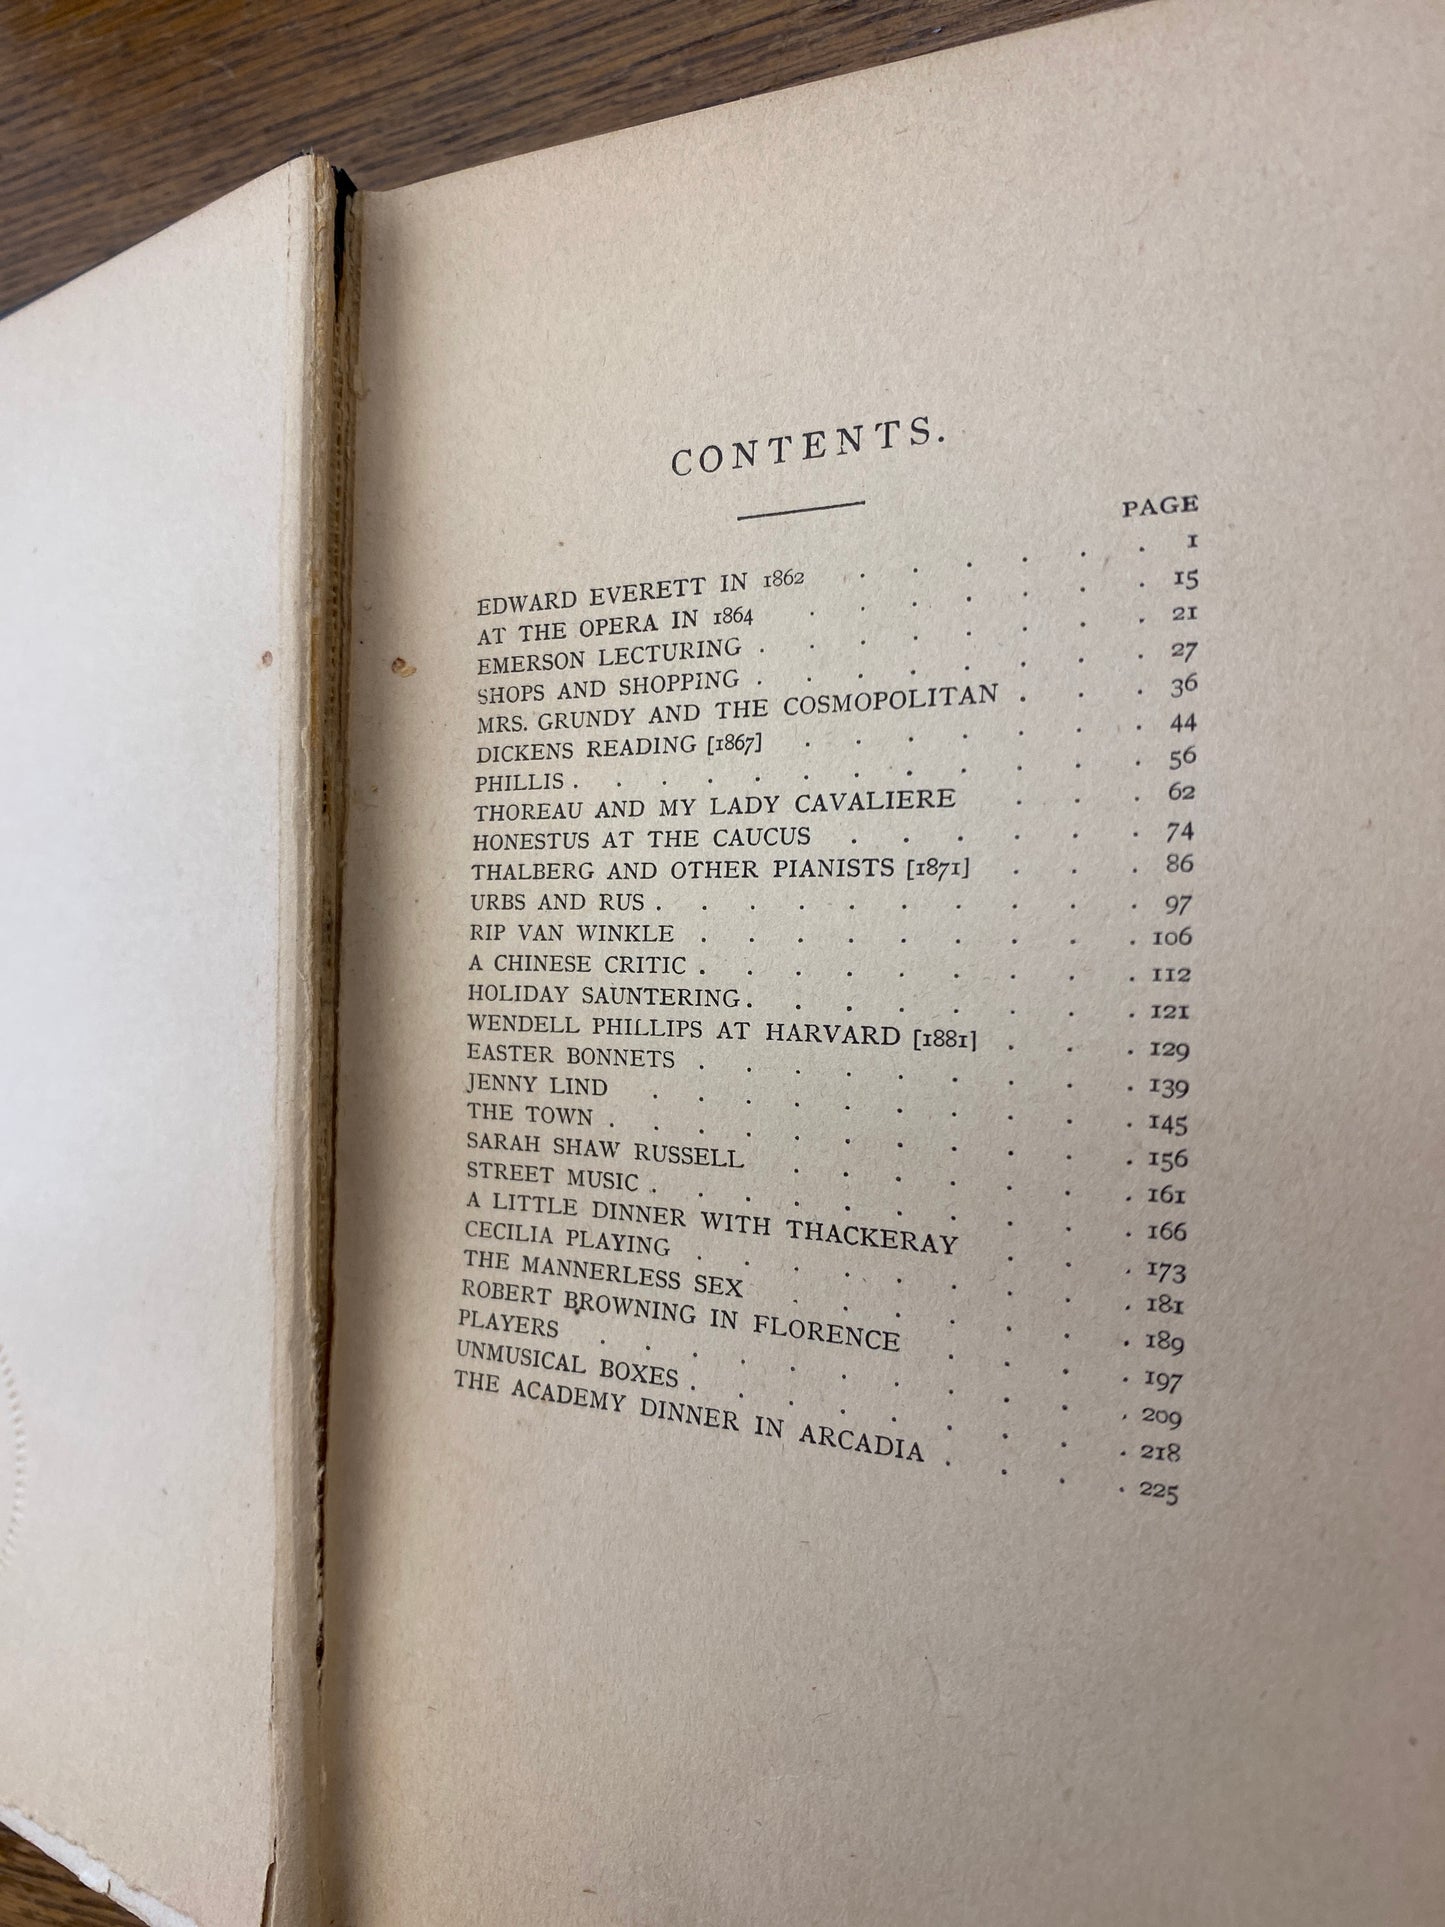 CONTENTS.
PAGE
EDWARD EVERETT IN 1862 . . . . . . 1
AT THE OPERA IN 1864 . . . . . . 15
EMERSON LECTURING . . . . . . . 21
SHOPS AND SHOPPING . . . . . . . 27
MRS. GRUNDY AND THE COSMOPOLITAN . . . 36
DICKENS READING [1867] . . . . . . 44
PHILLIS . . . . . . . . . . 56
THOREAU AND MY LADY CAVALIERE . . . 62
HONESTUS AT THE CAUCUS . . . . . 74
THALBERG AND OTHER PIANISTS [1871] . . . 86
URBS AND RUS . . . . . . . . . 97
RIP VAN WINKLE . . . . . . . . 106
A CHINESE CRITIC . . . . . . . . 112
HOLIDAY SAUNTERING . . . . . . . 121
WENDELL PHILLIPS AT HARVARD [1881] . . . 129
EASTER BONNETS . . . . . . . . 139
JENNY LIND . . . . . . . . . 145
THE TOWN . . . . . . . . . . 156
SARAH SHAW RUSSELL . . . . . . 161
STREET MUSIC . . . . . . . . . 166
A LITTLE DINNER WITH THACKERAY . . . 173
CECILIA PLAYING . . . . . . . . 181
THE MANNERLESS SEX . . . . . . 189
ROBERT BROWNING IN FLORENCE . . . . 197
PLAYERS . . . . . . . . . . 209
UNMUSICAL BOXES . . . . . . . . 218
THE ACADEMY DINNER IN ARCADIA . . . . 225